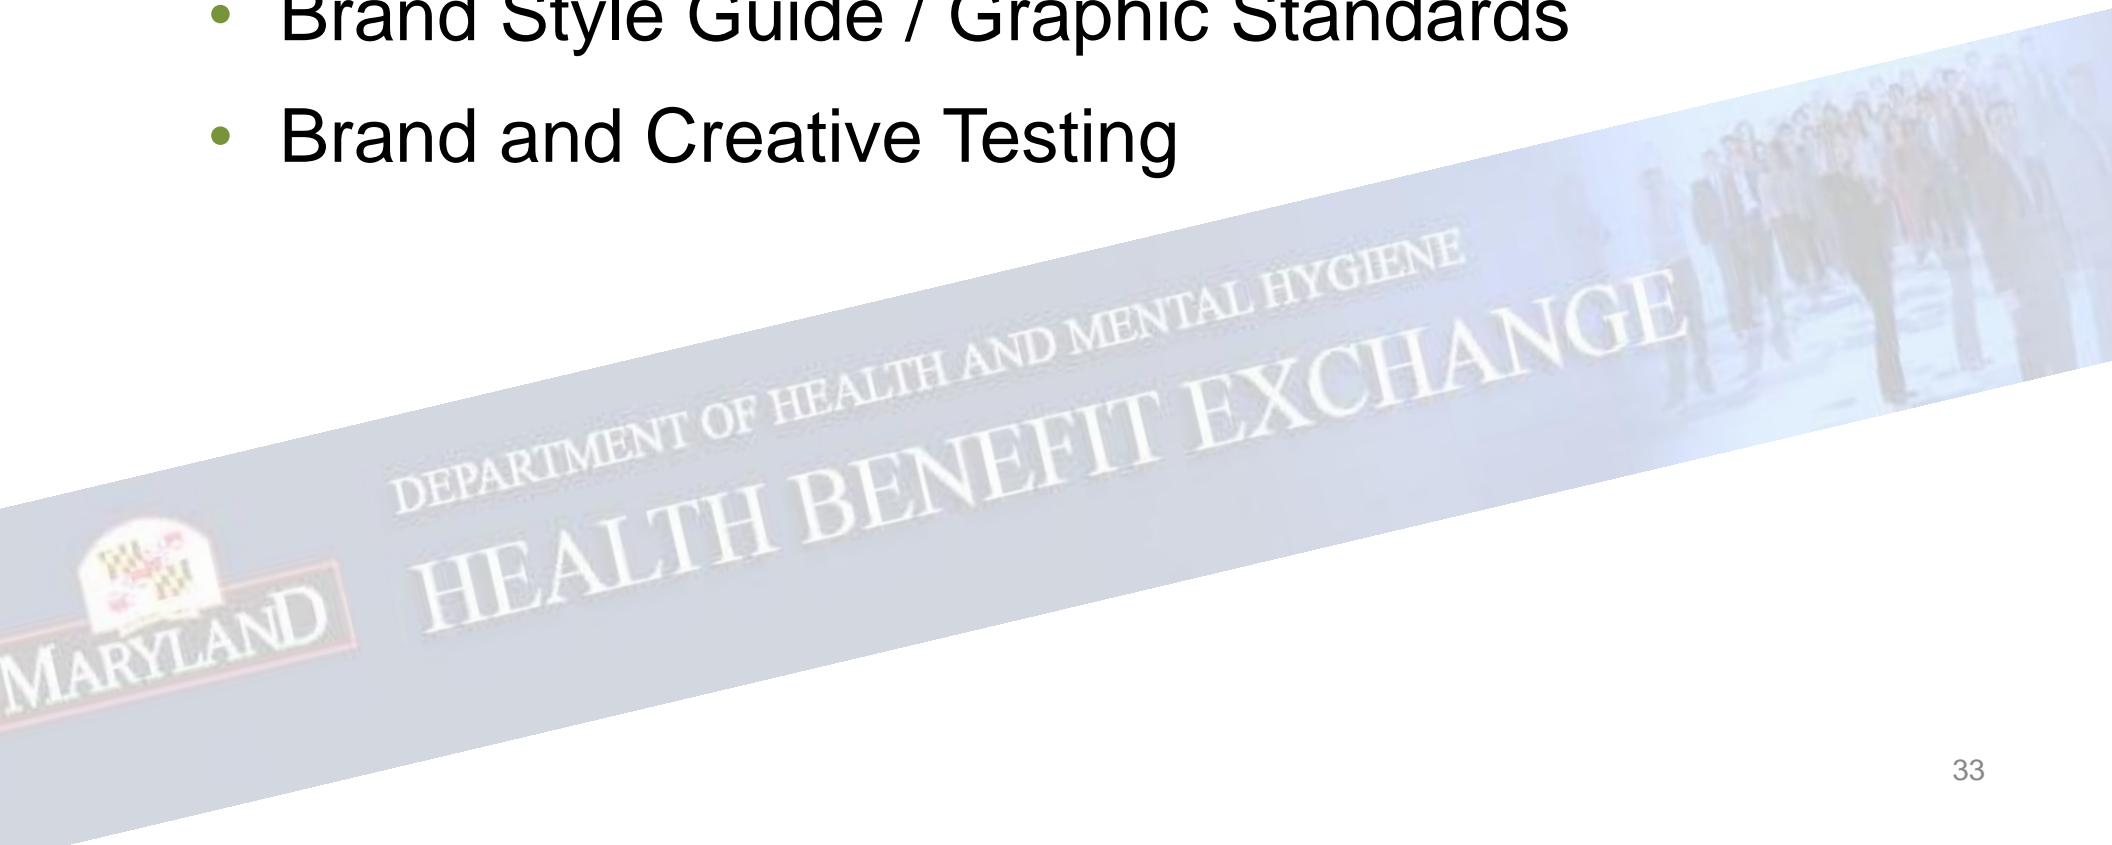 • Brand Style Guide / Graphic Standards
• Brand and Creative Testing
DEPARTMENT OF HEALTH AND MENTAL HYGIENE
HEALTH BENEFIT EXCHANGE
MARYLAND
33